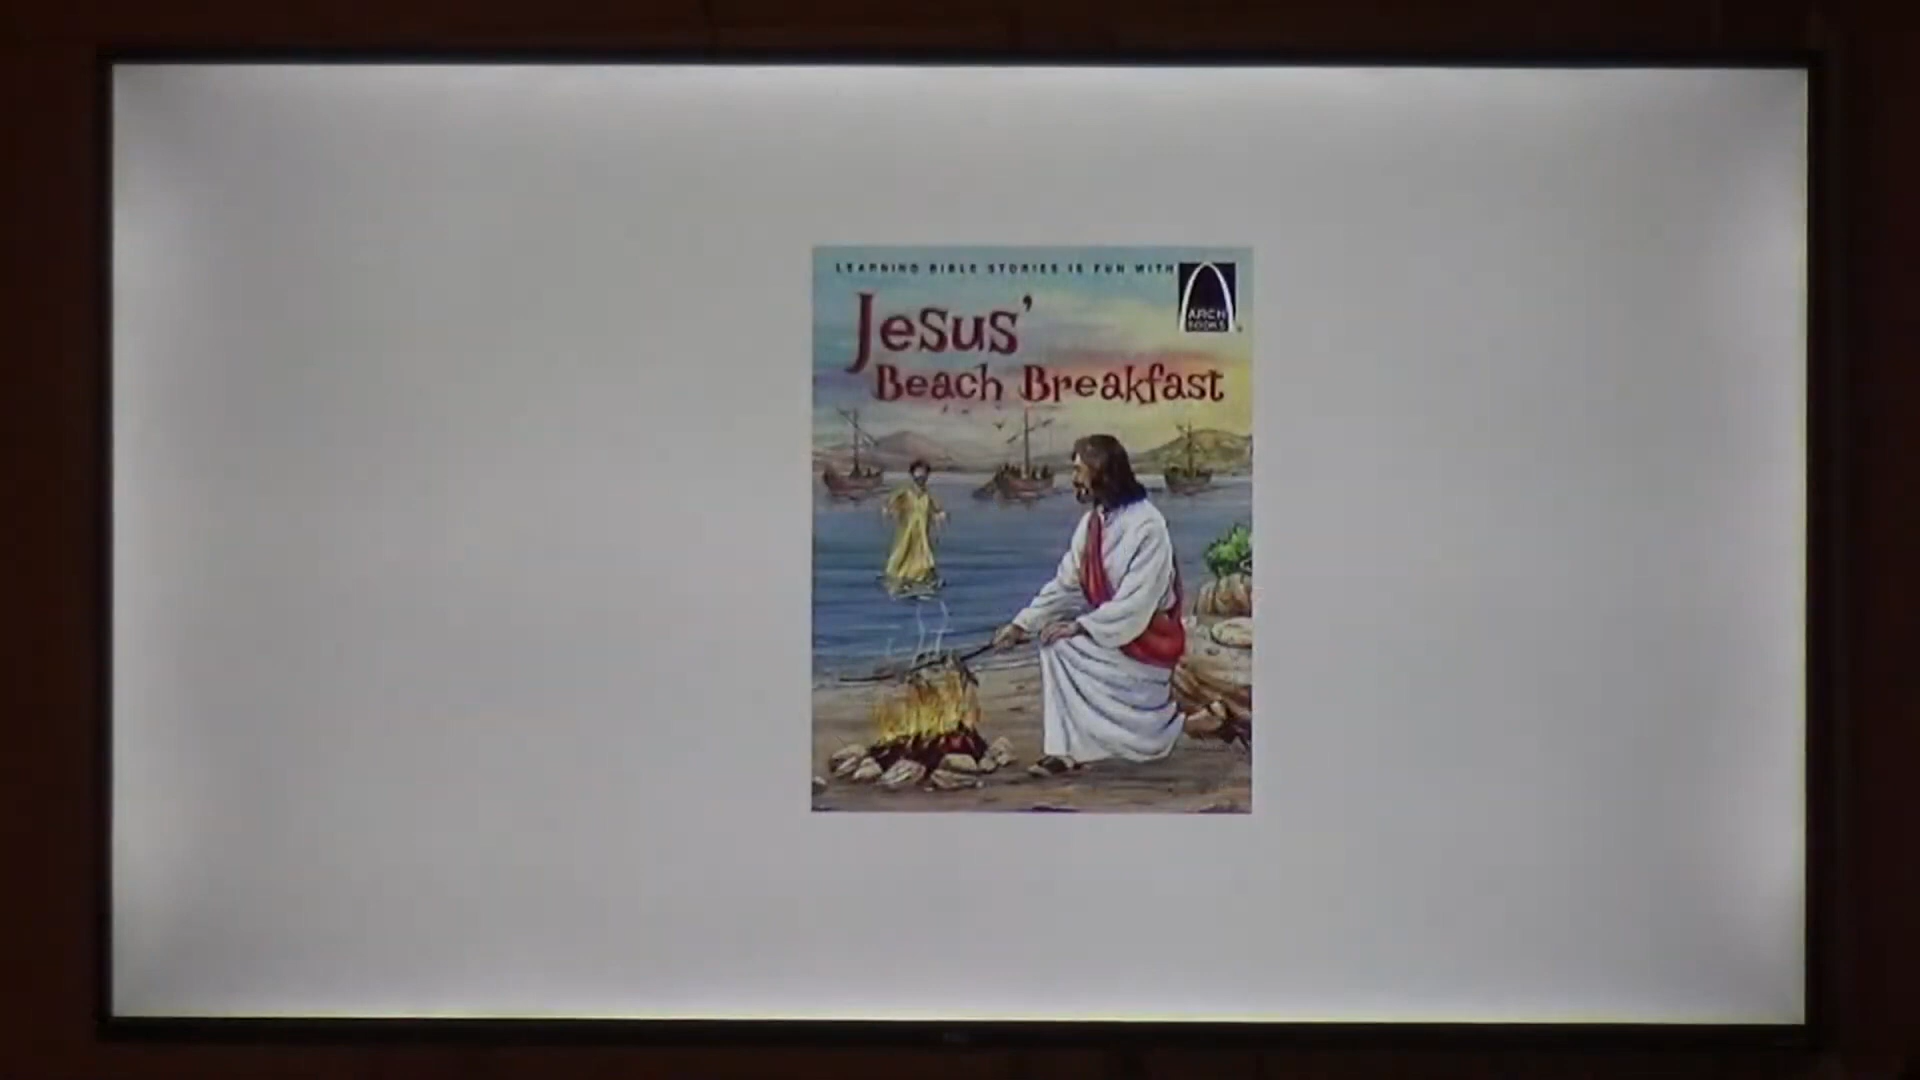 LEARNING BIBLE STORIES IS FUN WITH
ARCH
BOOKS
Jesus'
Beach Breakfast